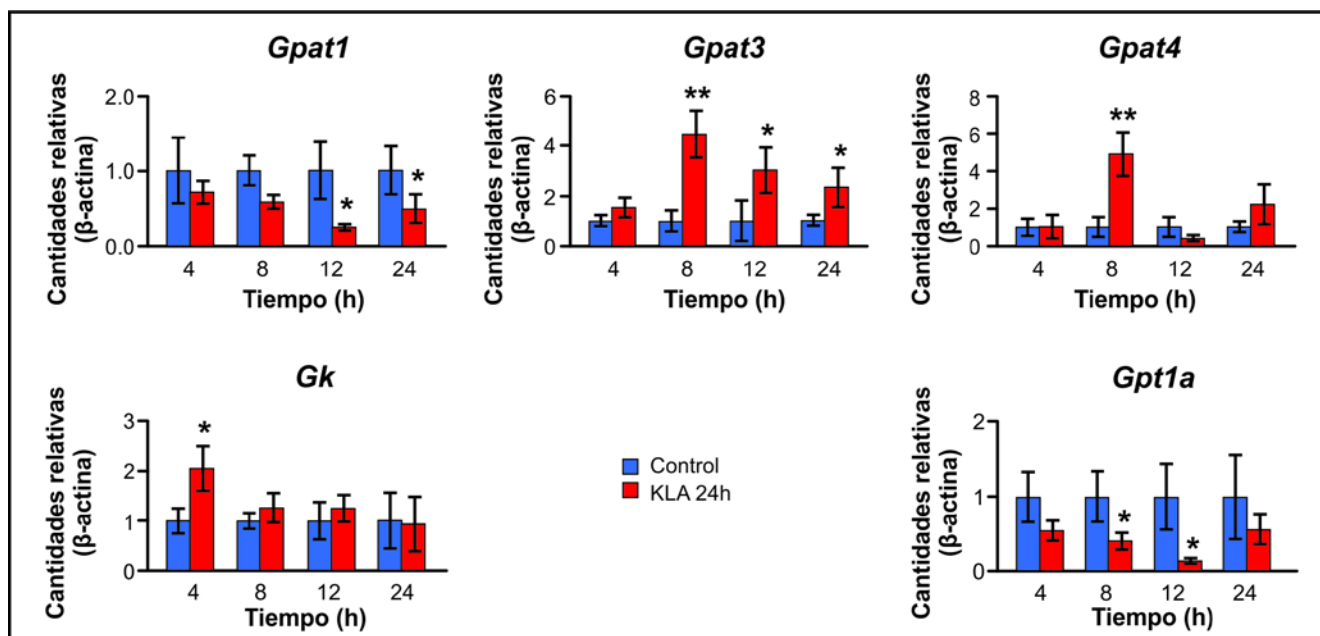 Gpat1
Cantidades relativas
(β-actina)
2.0
1.0
0.0
*
*
4 8 12 24
Tiempo (h)
Gpat3
Cantidades relativas
(β-actina)
6
4
2
0
**
*
*
4 8 12 24
Tiempo (h)
Gpat4
Cantidades relativas
(β-actina)
8
6
4
2
0
**
4 8 12 24
Tiempo (h)
Gk
Cantidades relativas
(β-actina)
3
2
1
0
*
4 8 12 24
Tiempo (h)
Control
KLA 24h
Gpt1a
Cantidades relativas
(β-actina)
2
1
0
*
*
4 8 12 24
Tiempo (h)